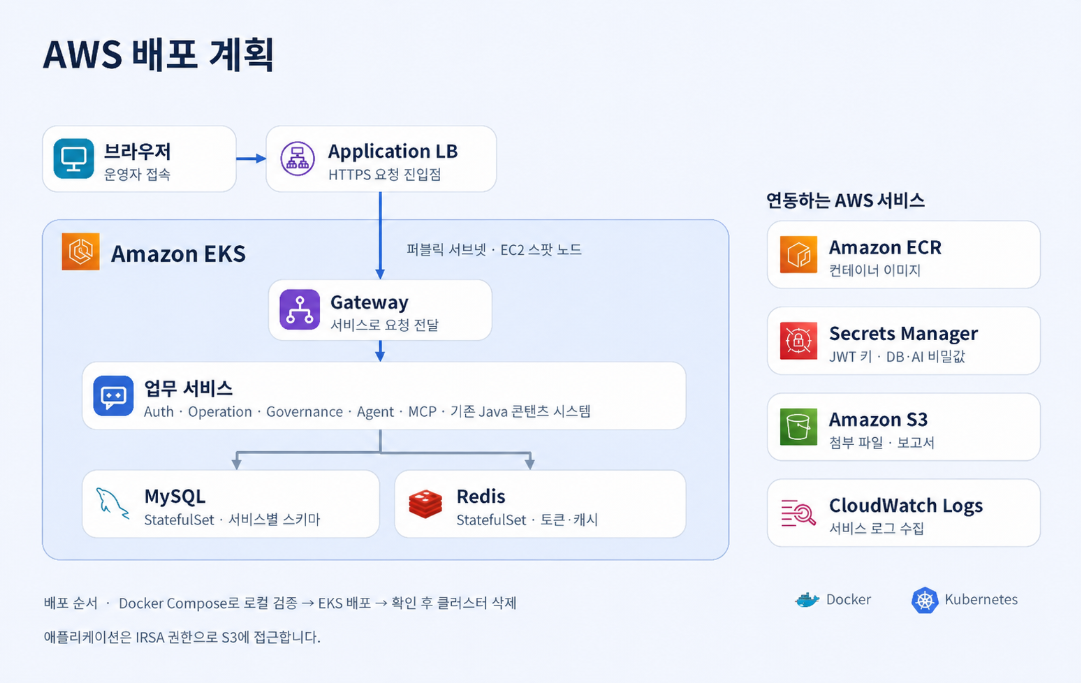 AWS 배포 계획
브라우저
운영자 접속
Application LB
HTTPS 요청 진입점
Amazon EKS
퍼블릭 서브넷 · EC2 스팟 노드
Gateway
서비스로 요청 전달
업무 서비스
Auth · Operation · Governance · Agent · MCP · 기존 Java 콘텐츠 시스템
MySQL
StatefulSet · 서비스별 스키마
Redis
StatefulSet · 토큰·캐시
연동하는 AWS 서비스
Amazon ECR
컨테이너 이미지
Secrets Manager
JWT 키 · DB·AI 비밀값
Amazon S3
첨부 파일 · 보고서
CloudWatch Logs
서비스 로그 수집
배포 순서 · Docker Compose로 로컬 검증 → EKS 배포 → 확인 후 클러스터 삭제
애플리케이션은 IRSA 권한으로 S3에 접근합니다.
Docker
Kubernetes